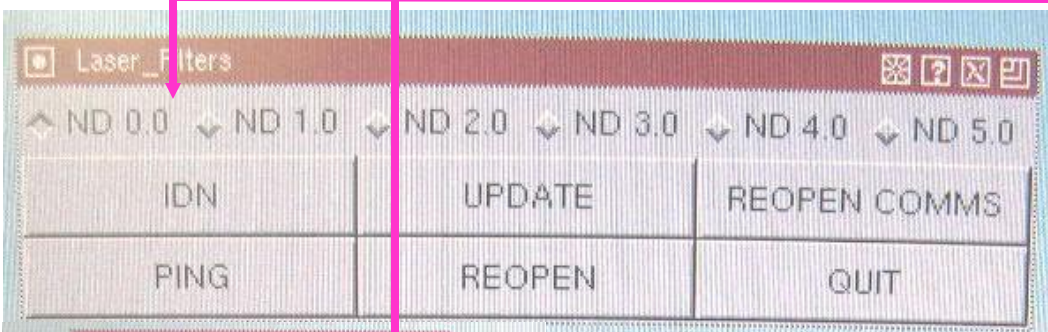 Laser_Filters
ND 0.0 ND 1.0 ND 2.0 ND 3.0 ND 4.0 ND 5.0
IDN UPDATE REOPEN COMMS
PING REOPEN QUIT